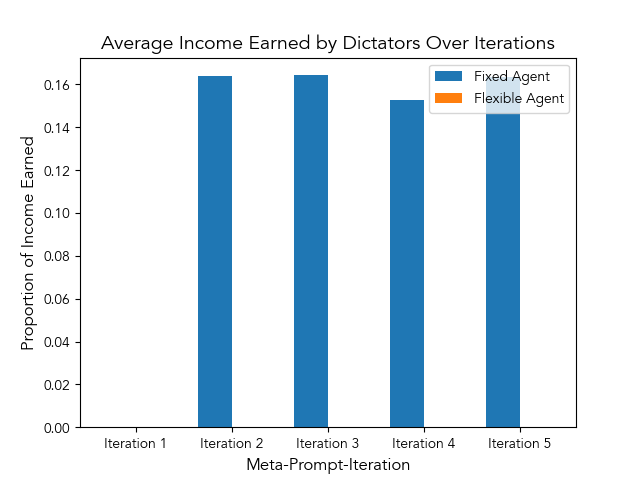 Average Income Earned by Dictators Over Iterations
Fixed Agent
Flexible Agent
Proportion of Income Earned
0.16
0.14
0.12
0.10
0.08
0.06
0.04
0.02
0.00
Iteration 1 Iteration 2 Iteration 3 Iteration 4 Iteration 5
Meta-Prompt-Iteration